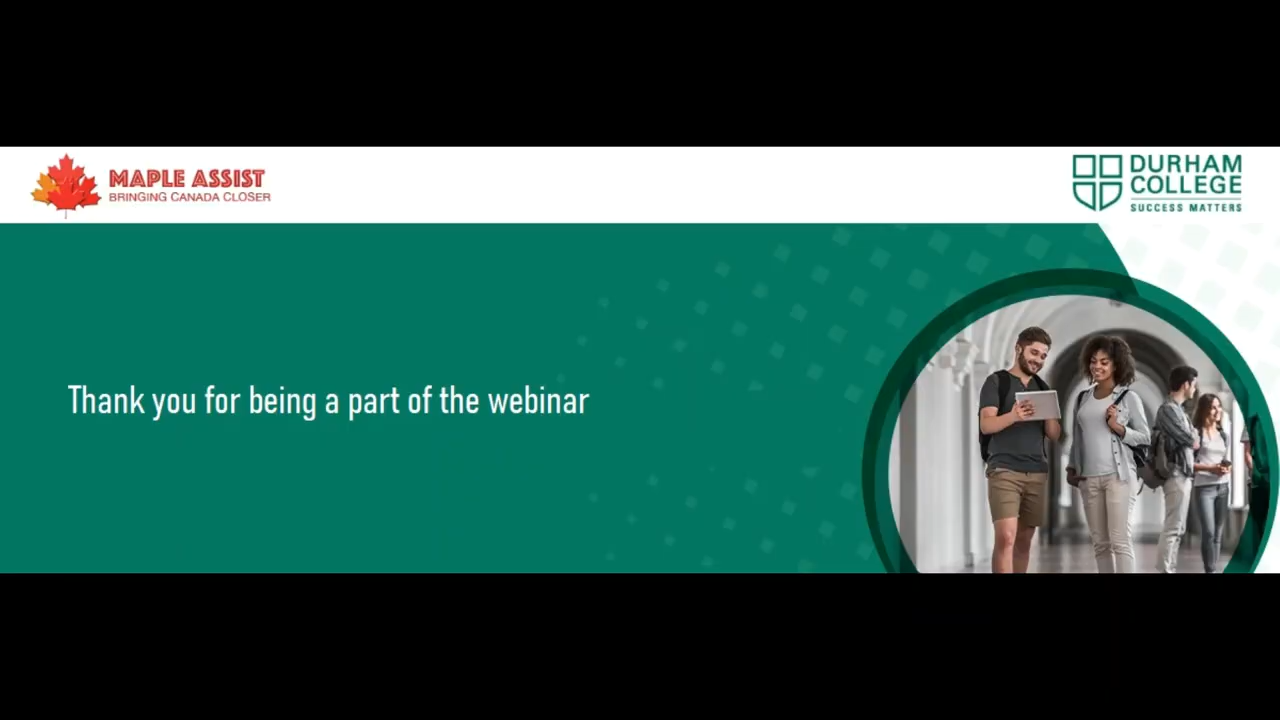 MAPLE ASSIST
BRINGING CANADA CLOSER
DURHAM
COLLEGE
SUCCESS MATTERS
Thank you for being a part of the webinar